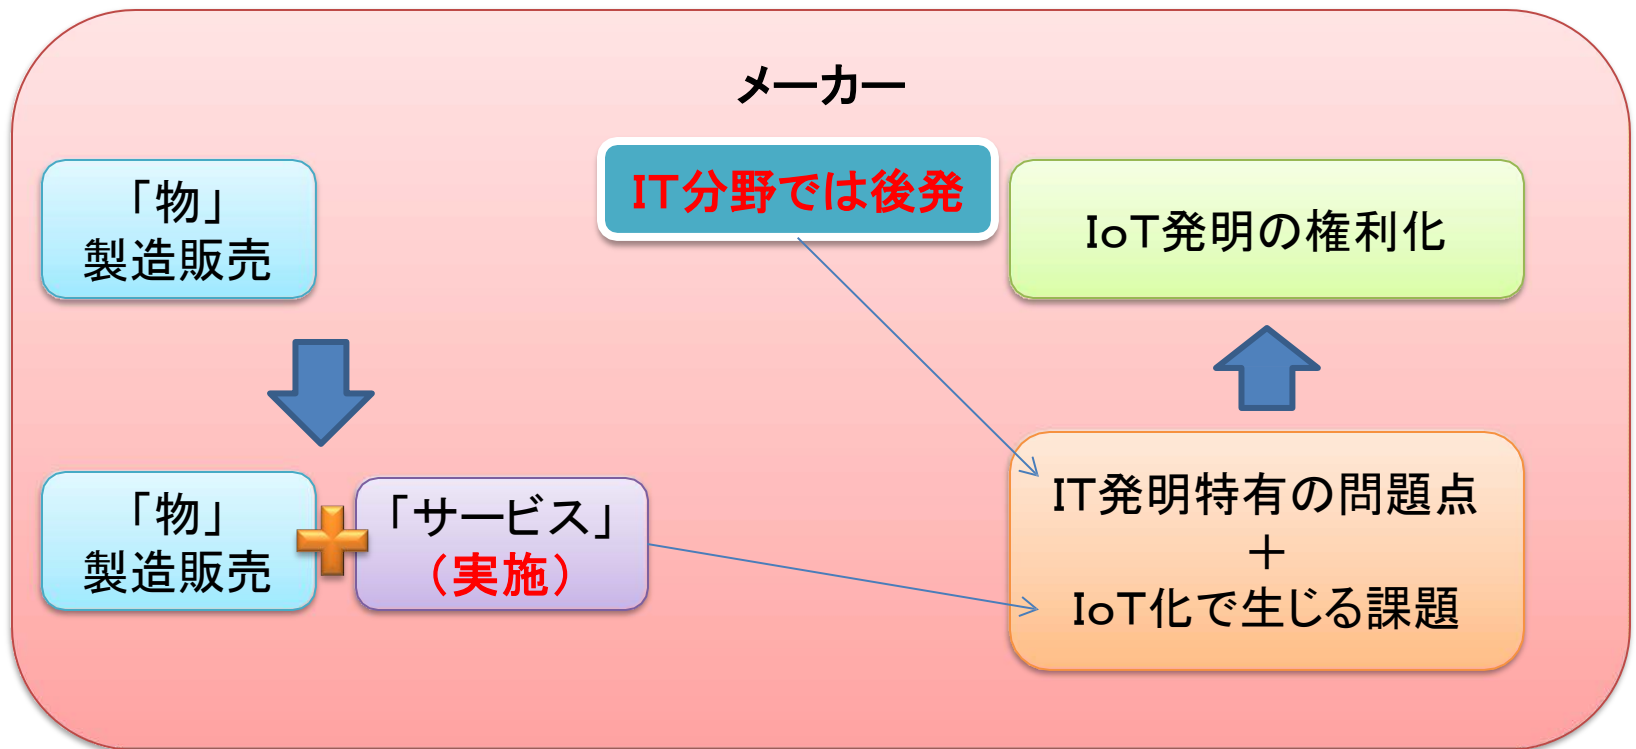 メーカー
「物」
製造販売
IT分野では後発
IoT発明の権利化
「物」
製造販売
「サービス」
（実施）
IT発明特有の問題点
＋
IoT化で生じる課題